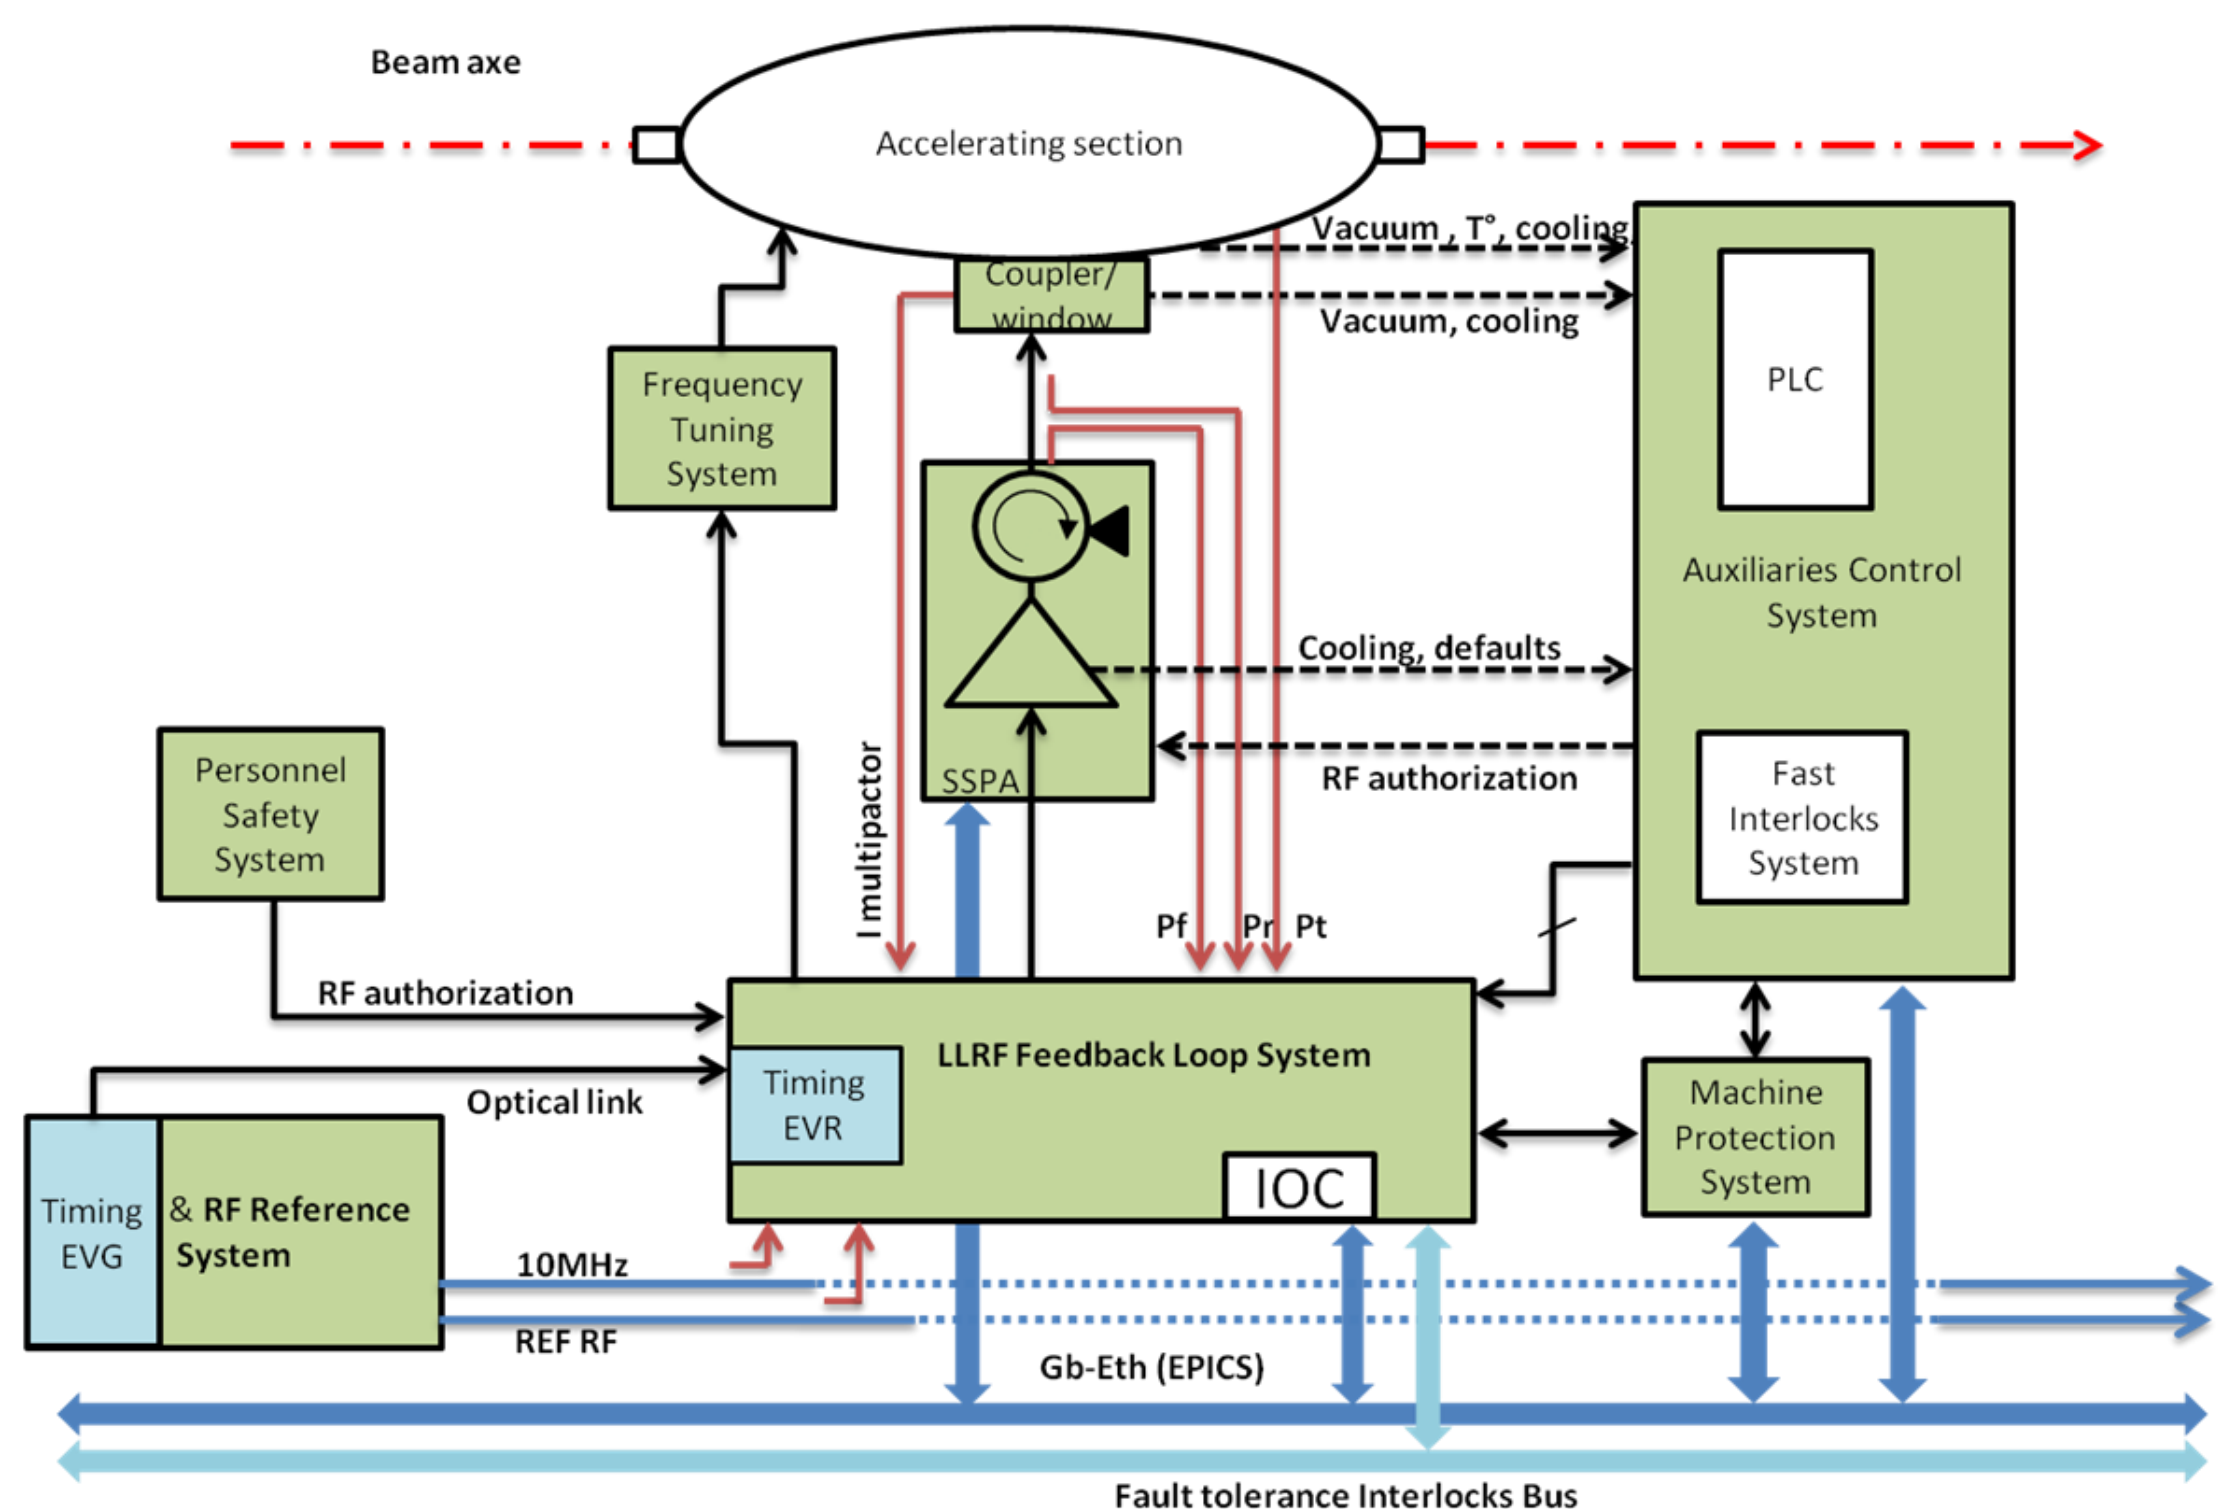 Beam axe
Accelerating section
Vacuum , T°, cooling,
Coupler/
window
Vacuum, cooling
Frequency
Tuning
System
PLC
Auxiliaries Control
System
Cooling, defaults
RF authorization
SSPA
Fast
Interlocks
System
Personnel
Safety
System
I multipactor
Pf
Pr
Pt
RF authorization
LLRF Feedback Loop System
Timing
EVR
Optical link
IOC
Machine
Protection
System
Timing
EVG
& RF Reference
System
10MHz
REF RF
Gb-Eth (EPICS)
Fault tolerance Interlocks Bus